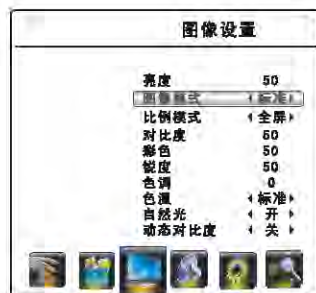 图像设置
亮度 50
图像模式 ‹标准›
比例模式 ‹全屏›
对比度 50
彩色 50
锐度 50
色调 0
色温 ‹标准›
自然光 ‹开›
动态对比度 ‹关›